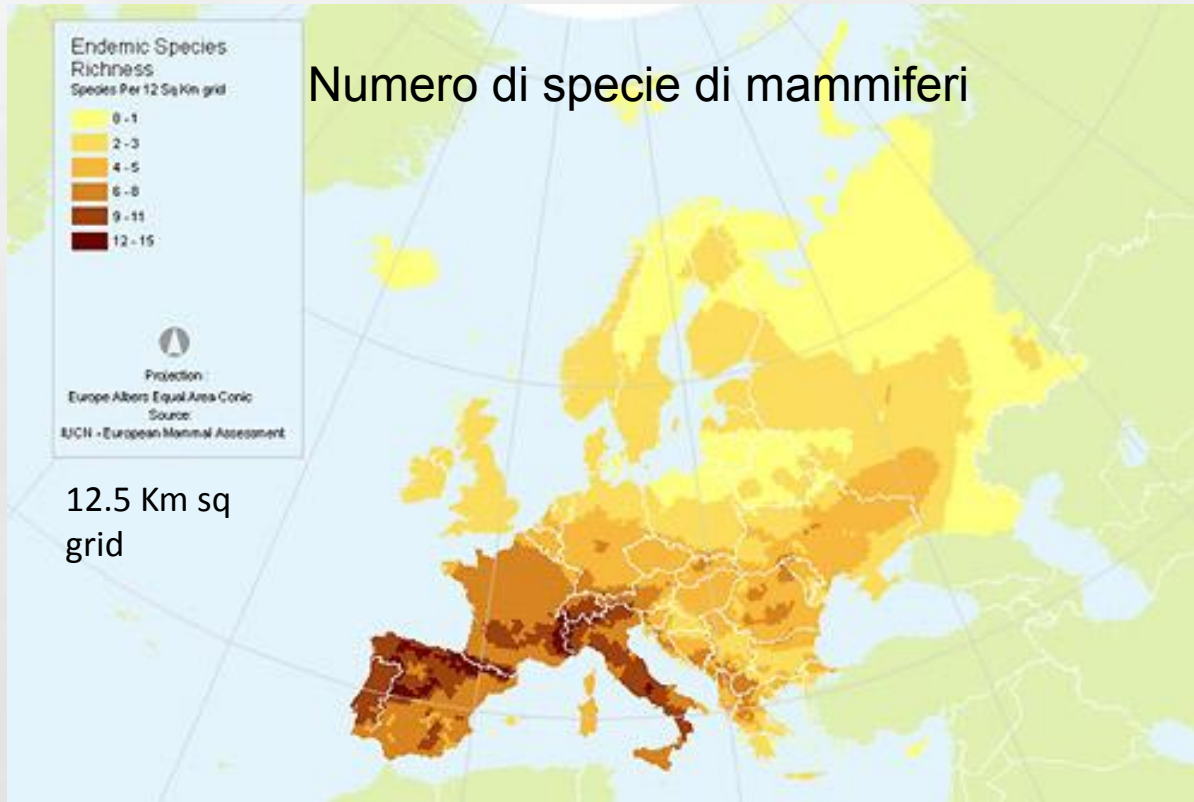 Endemic Species
Richness
Species Per 12 Sq Km grid
0 - 1
2 - 3
4 - 5
6 - 8
9 - 11
12 - 15
Projection :
Europe Albers Equal Area Conic
Source:
IUCN - European Mammal Assessment
Numero di specie di mammiferi
12.5 Km sq
grid